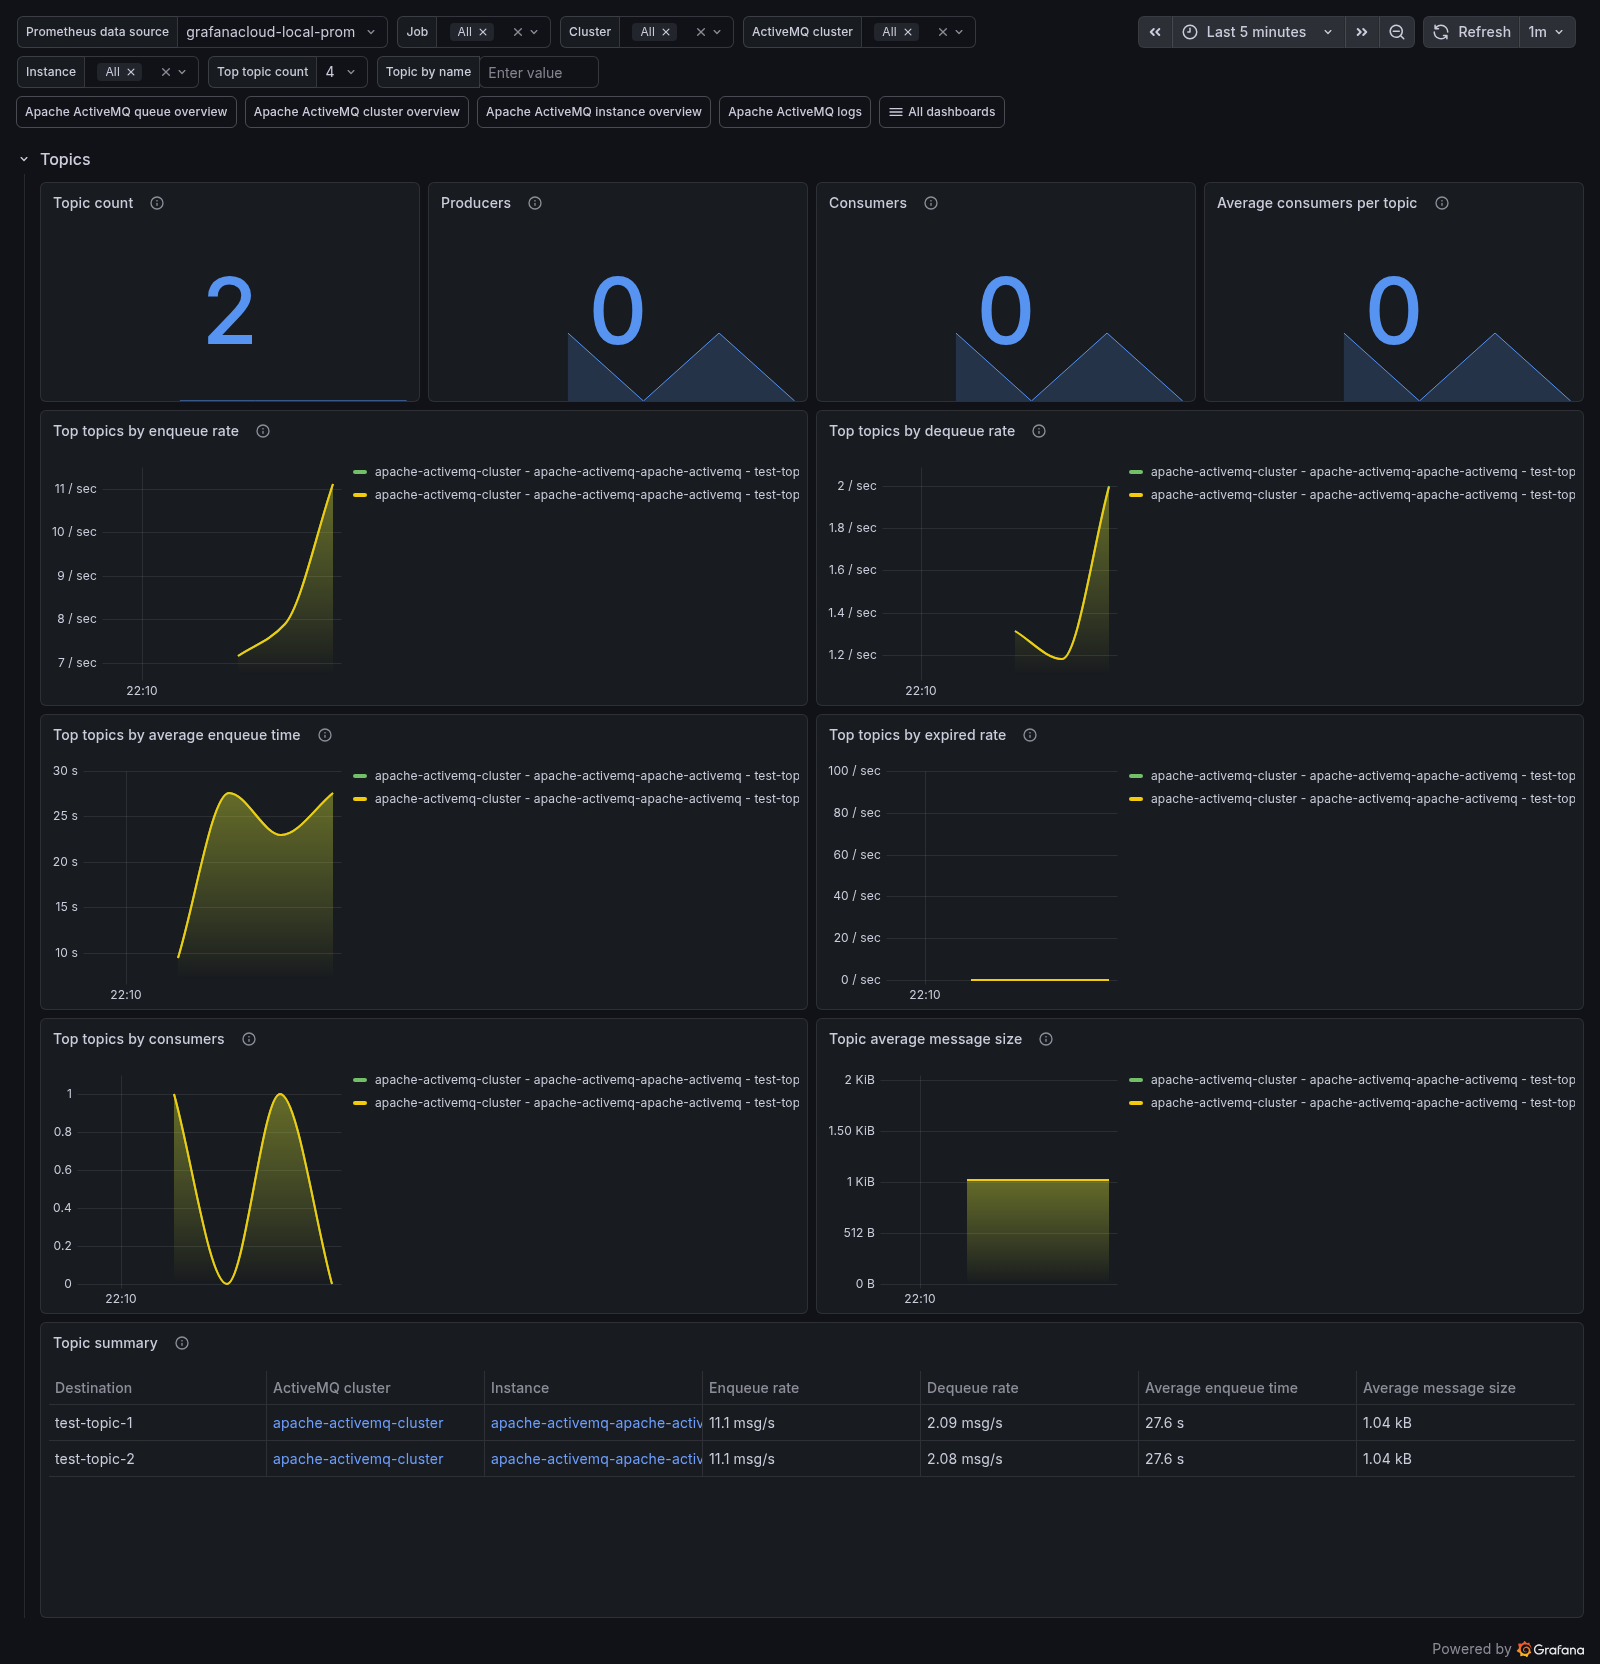 Prometheus data source grafanacloud-local-prom Job All Cluster All ActiveMQ cluster All Last 5 minutes Refresh 1m
Instance All Top topic count 4 Topic by name Enter value
Apache ActiveMQ queue overview Apache ActiveMQ cluster overview Apache ActiveMQ instance overview Apache ActiveMQ logs All dashboards
Topics
Topic count
2
Producers
0
Consumers
0
Average consumers per topic
0
Top topics by enqueue rate
11 / sec
10 / sec
9 / sec
8 / sec
7 / sec
22:10
apache-activemq-cluster - apache-activemq-apache-activemq - test-top
apache-activemq-cluster - apache-activemq-apache-activemq - test-top
Top topics by dequeue rate
2 / sec
1.8 / sec
1.6 / sec
1.4 / sec
1.2 / sec
22:10
apache-activemq-cluster - apache-activemq-apache-activemq - test-top
apache-activemq-cluster - apache-activemq-apache-activemq - test-top
Top topics by average enqueue time
30 s
25 s
20 s
15 s
10 s
22:10
apache-activemq-cluster - apache-activemq-apache-activemq - test-top
apache-activemq-cluster - apache-activemq-apache-activemq - test-top
Top topics by expired rate
100 / sec
80 / sec
60 / sec
40 / sec
20 / sec
0 / sec
22:10
apache-activemq-cluster - apache-activemq-apache-activemq - test-top
apache-activemq-cluster - apache-activemq-apache-activemq - test-top
Top topics by consumers
1
0.8
0.6
0.4
0.2
0
22:10
apache-activemq-cluster - apache-activemq-apache-activemq - test-top
apache-activemq-cluster - apache-activemq-apache-activemq - test-top
Topic average message size
2 KiB
1.50 KiB
1 KiB
512 B
0 B
22:10
apache-activemq-cluster - apache-activemq-apache-activemq - test-top
apache-activemq-cluster - apache-activemq-apache-activemq - test-top
Topic summary
Destination ActiveMQ cluster Instance Enqueue rate Dequeue rate Average enqueue time Average message size
test-topic-1 apache-activemq-cluster apache-activemq-apache-activ 11.1 msg/s 2.09 msg/s 27.6 s 1.04 kB
test-topic-2 apache-activemq-cluster apache-activemq-apache-activ 11.1 msg/s 2.08 msg/s 27.6 s 1.04 kB
Powered by Grafana